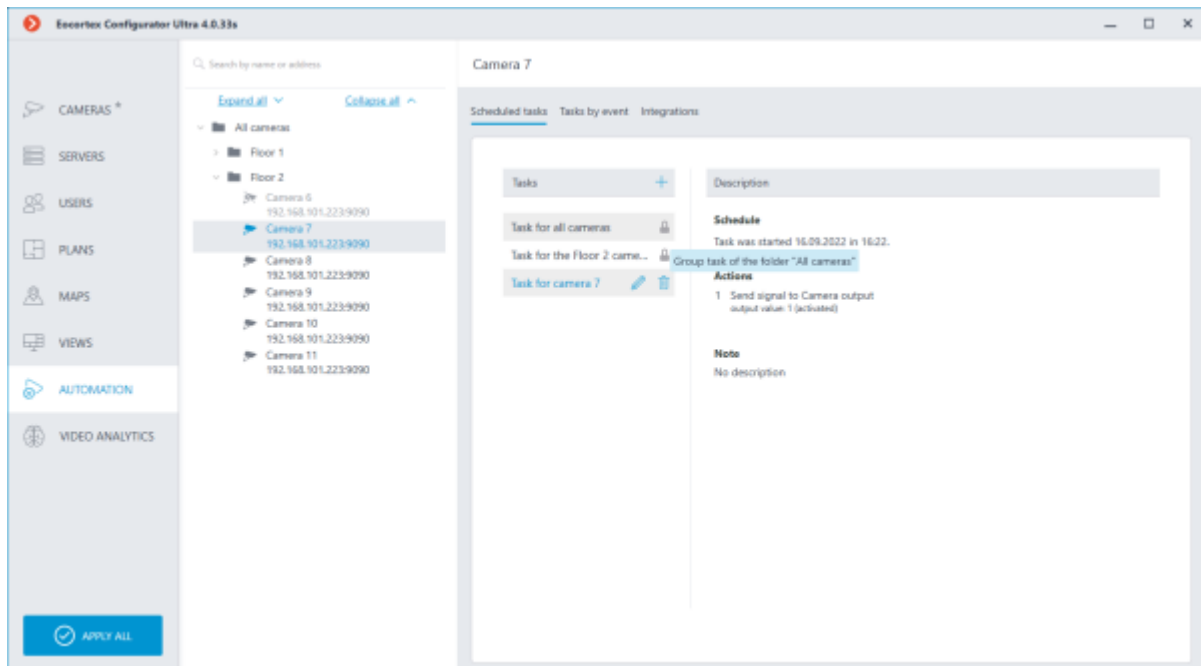 Eocortex Configurator Ultra 4.0.33s
Search by name or address
Camera 7
Expand all
Collapse all
Scheduled tasks Tasks by event Integrations
CAMERAS *
SERVERS
USERS
PLANS
MAPS
VIEWS
AUTOMATION
VIDEO ANALYTICS
APPLY ALL
All cameras
Floor 1
Floor 2
Camera 6
192.168.101.223:9090
Camera 7
192.168.101.223:9090
Camera 8
192.168.101.223:9090
Camera 9
192.168.101.223:9090
Camera 10
192.168.101.223:9090
Camera 11
192.168.101.223:9090
Tasks
Task for all cameras
Task for the Floor 2 came...
Task for camera 7
Description
Schedule
Task was started 16.09.2022 in 16:22.
Group task of the folder "All cameras"
Actions
1 Send signal to Camera output
output value: 1 (activated)
Note
No description